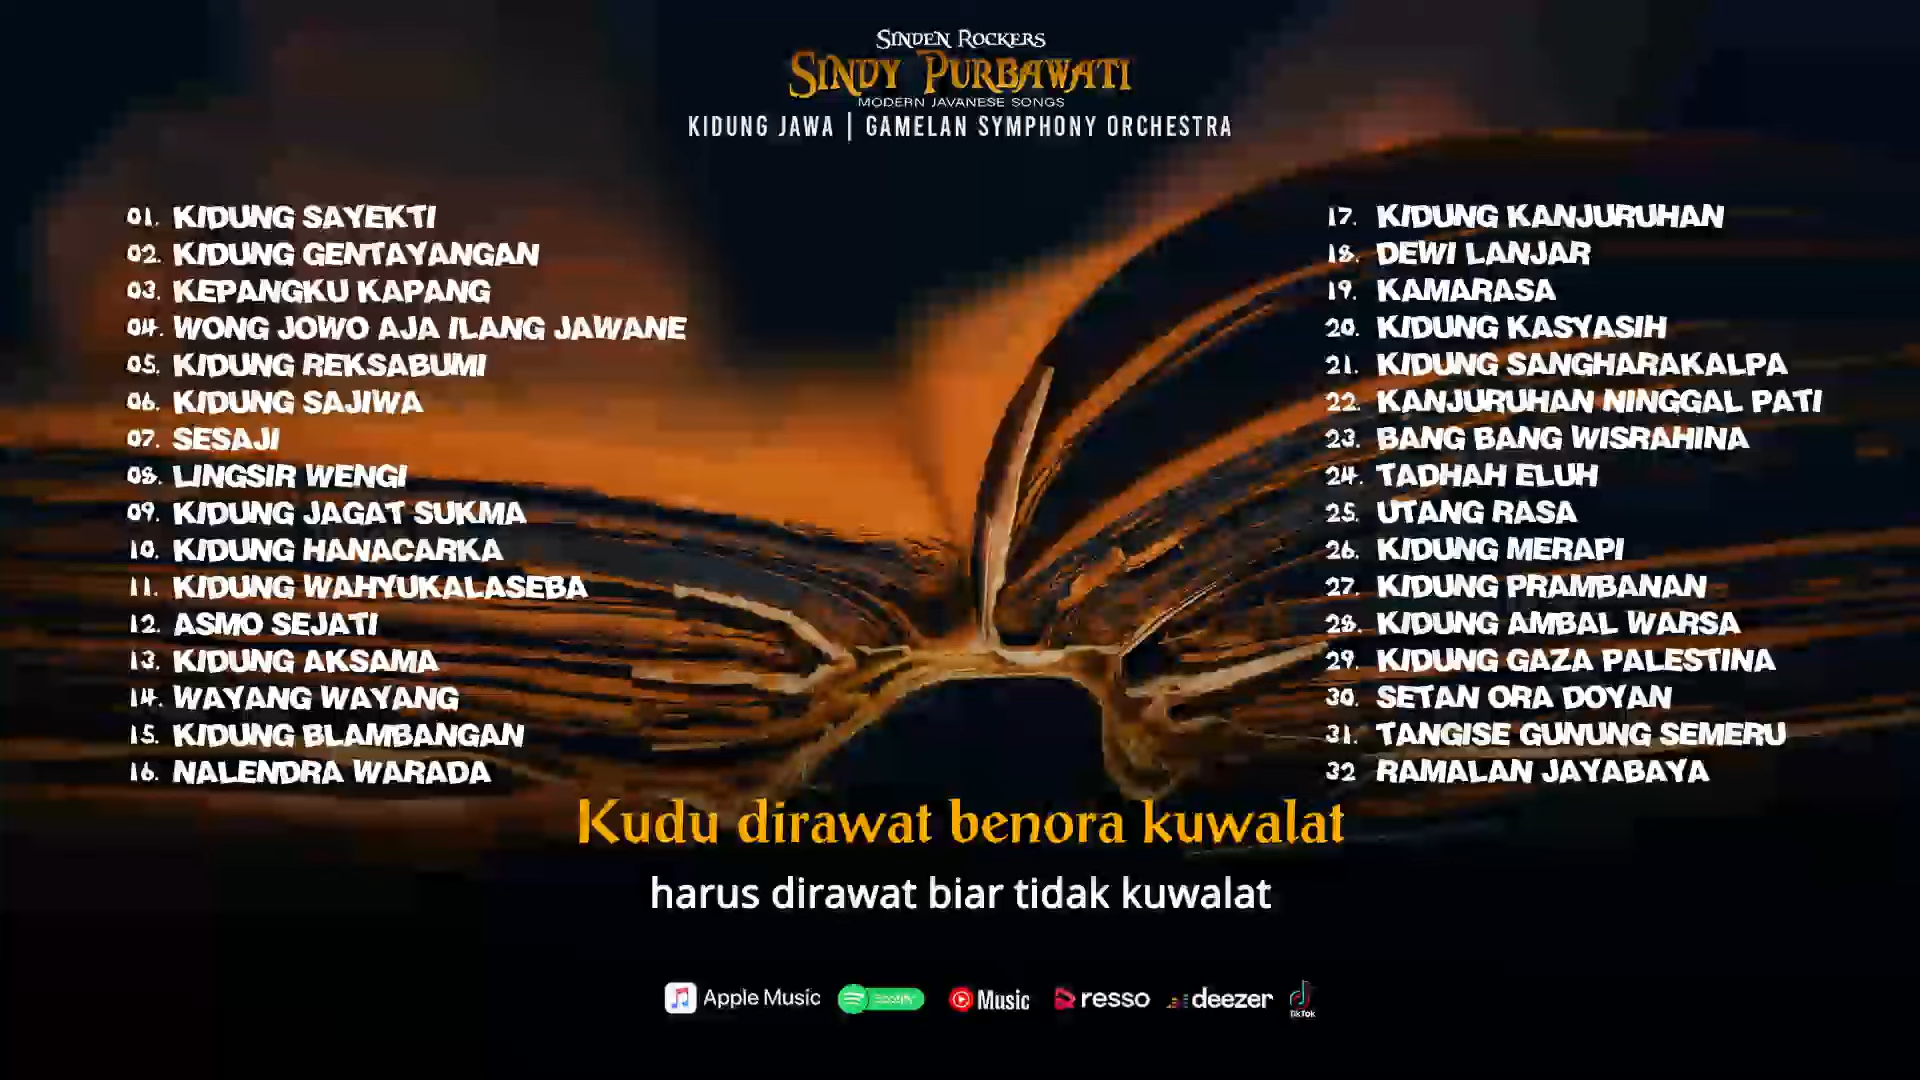 SINDEN ROCKERS
SINDY PURBAWATI
MODERN JAVANESE SONGS
KIDUNG JAWA | GAMELAN SYMPHONY ORCHESTRA
01. KIDUNG SAYEKTI
02. KIDUNG GENTAYANGAN
03. KEPANGKU KAPANG
04. WONG JOWO AJA ILANG JAWANE
05. KIDUNG REKSABUMI
06. KIDUNG SAJIWA
07. SESAJI
08. LINGSIR WENGI
09. KIDUNG JAGAT SUKMA
10. KIDUNG HANACARKA
11. KIDUNG WAHYUKALASEBA
12. ASMO SEJATI
13. KIDUNG AKSAMA
14. WAYANG WAYANG
15. KIDUNG BLAMBANGAN
16. NALENDRA WARADA
17. KIDUNG KANJURUHAN
18. DEWI LANJAR
19. KAMARASA
20. KIDUNG KASYASIH
21. KIDUNG SANGHARAKALPA
22. KANJURUHAN NINGGAL PATI
23. BANG BANG WISRAHINA
24. TADHAH ELUH
25. UTANG RASA
26. KIDUNG MERAPI
27. KIDUNG PRAMBANAN
28. KIDUNG AMBAL WARSA
29. KIDUNG GAZA PALESTINA
30. SETAN ORA DOYAN
31. TANGISE GUNUNG SEMERU
32 RAMALAN JAYABAYA
Kudu dirawat benora kuwalat
harus dirawat biar tidak kuwalat
Apple Music Spotify Music resso deezer TikTok